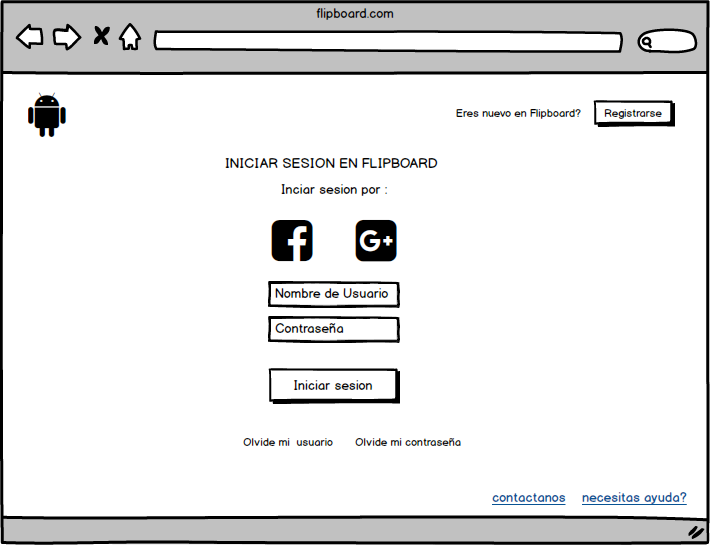 flipboard.com
Eres nuevo en Flipboard? Registrarse
INICIAR SESION EN FLIPBOARD
Inciar sesion por :
G+
Nombre de Usuario
Contraseña
Iniciar sesion
Olvide mi usuario Olvide mi contraseña
contactanos necesitas ayuda?